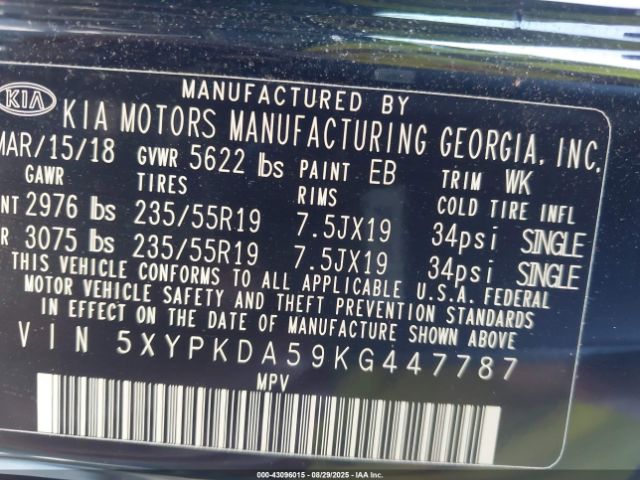 MANUFACTURED BY
KIA KIA MOTORS MANUFACTURING GEORGIA, INC.
MAR/15/18 GVWR 5622 lbs PAINT EB TRIM WK
GAWR TIRES RIMS COLD TIRE INFL
NT 2976 lbs 235/55R19 7.5JX19 34psi SINGLE
R 3075 lbs 235/55R19 7.5JX19 34psi SINGLE
THIS VEHICLE CONFORMS TO ALL APPLICABLE U.S.A. FEDERAL
MOTOR VEHICLE SAFETY AND THEFT PREVENTION STANDARDS
IN EFFECT ON THE DATE OF MANUFACTURE SHOWN ABOVE
VIN 5XYPKDA59KG447787
MPV
000-43096015 - 08/29/2025 - IAAI.COM